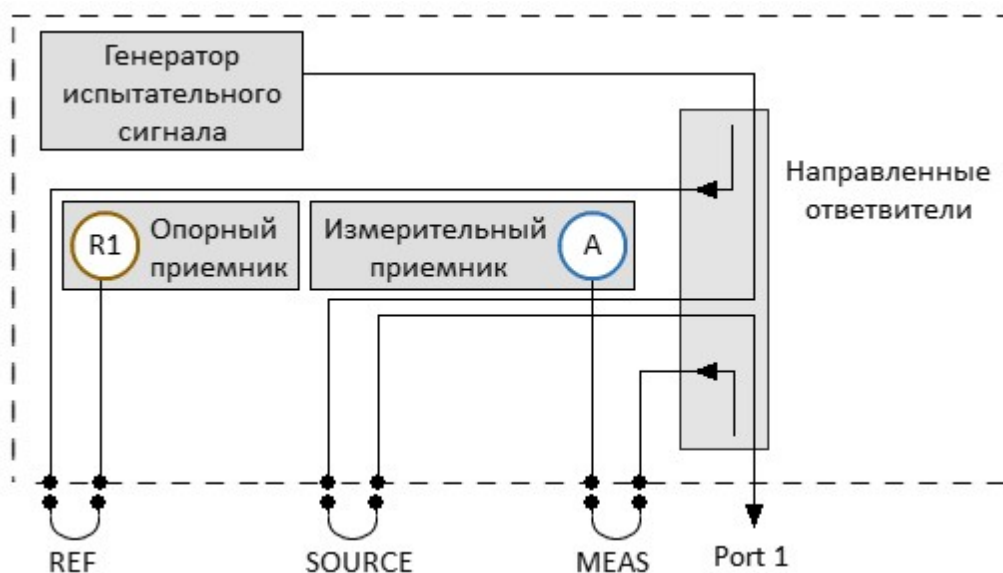 Генератор
испытательного
сигнала
Направленные
ответвители
R1
Опорный
приемник
Измерительный
приемник
A
REF
SOURCE
MEAS
Port 1